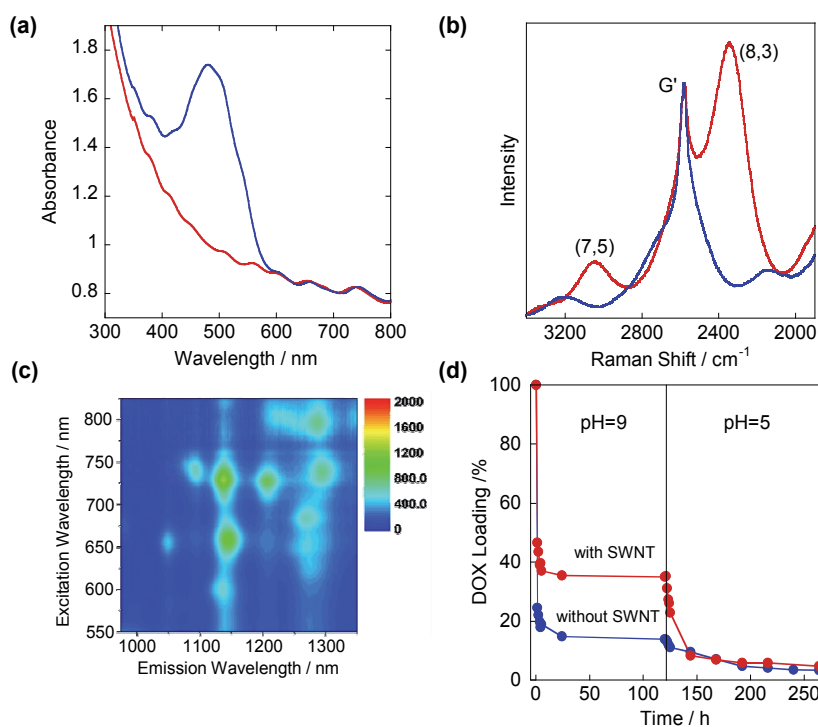 (a)
1.8
1.6
1.4
1.2
1
0.8
Absorbance
300 400 500 600 700 800
Wavelength / nm
(b)
(8,3)
G'
(7,5)
Intensity
3200 2800 2400 2000
Raman Shift / cm-1
(c)
800
750
700
650
600
550
Excitation Wavelength / nm
1000 1100 1200 1300
Emission Wavelength / nm
2000
1600
1200
800.0
400.0
0
(d)
100
80
60
40
20
0
DOX Loading /%
pH=9 pH=5
with SWNT
without SWNT
0 50 100 150 200 250
Time / h